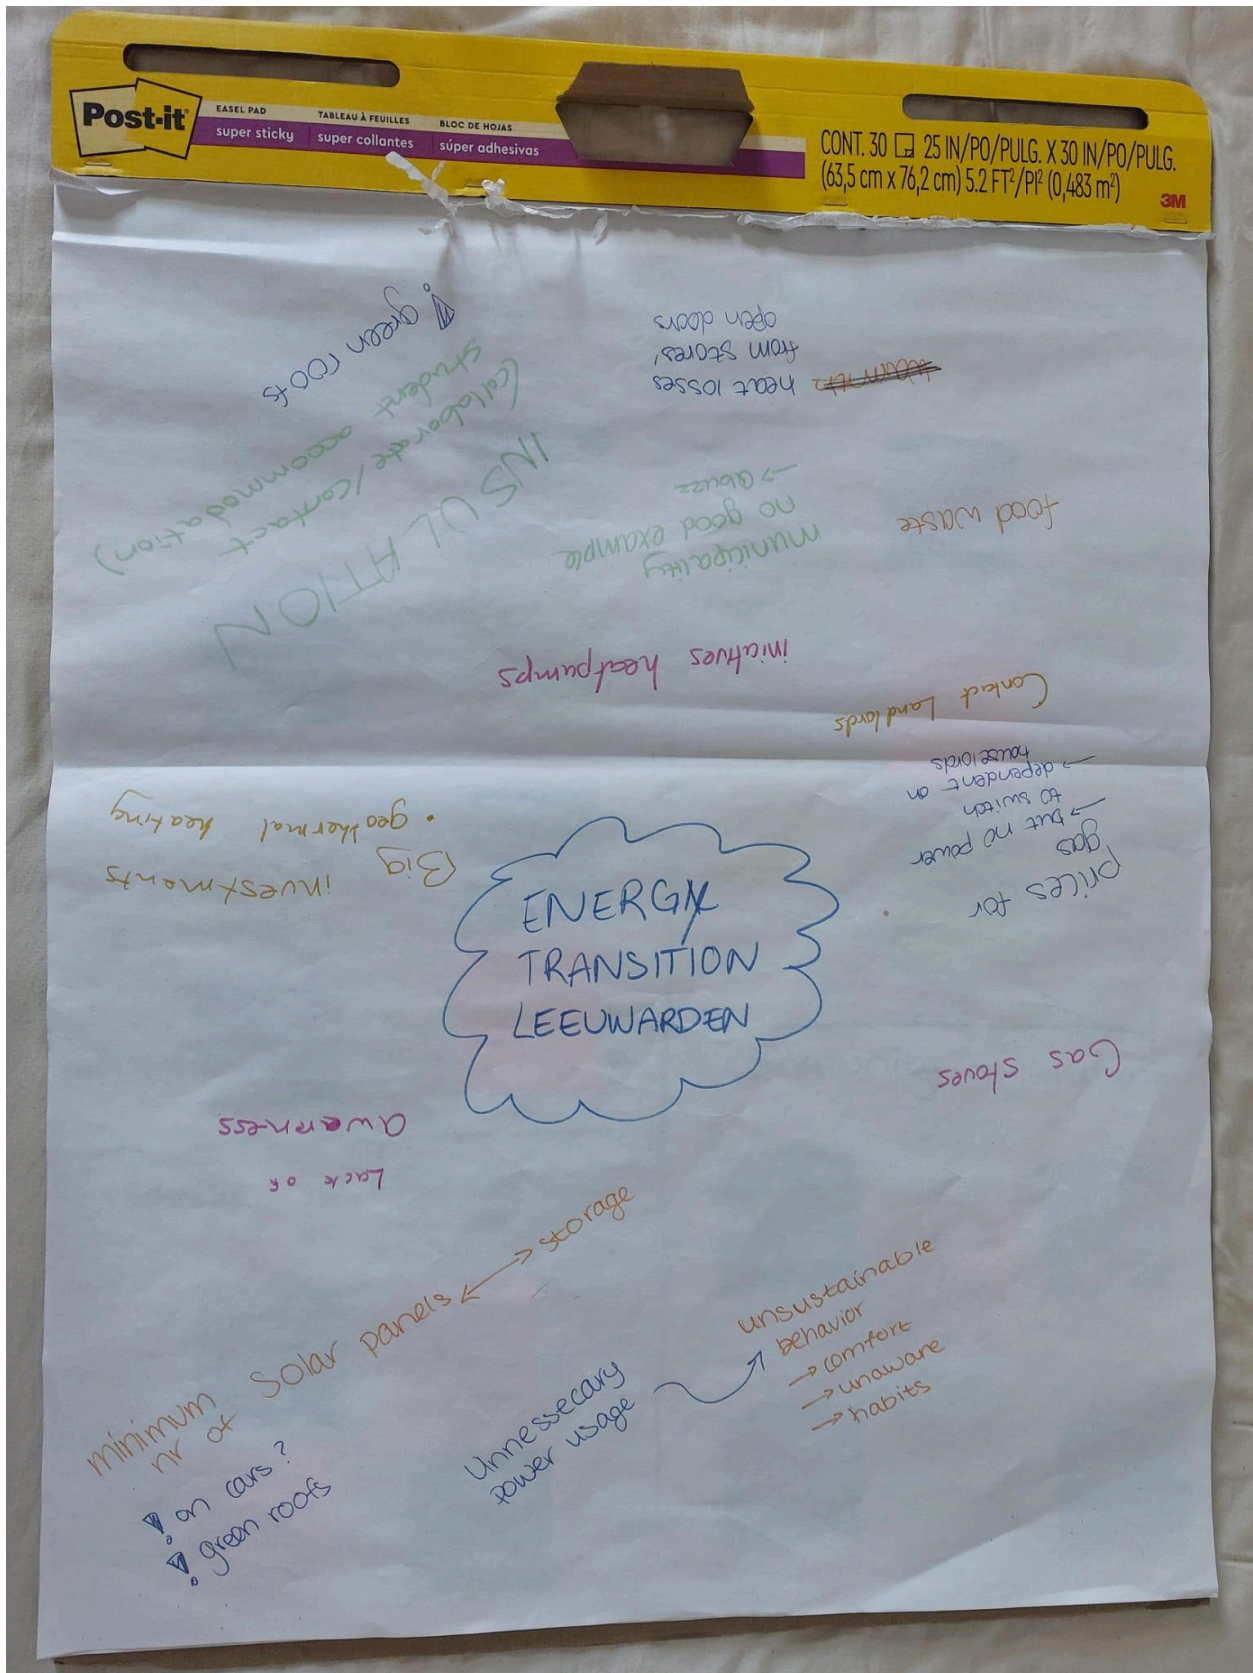 Post-it
EASEL PAD
super sticky
TABLEAU À FEUILLES
super collantes
BLOC DE HOJAS
súper adhesivas
CONT. 30 25 IN/PO/PULG. X 30 IN/PO/PULG.
(63,5 cm x 76,2 cm) 5.2 FT²/PI² (0,483 m²)
3M
! green roofs
(collaborate/contact
student accommodation)
INSULATION
heat losses
from stores'
open doors
municipality
no good example
→ Qbuzz
food waste
iniatives heatpumps
Contact Landlords
prices for
gas
→ but no power
to switch
→ dependent on
houselords
Big investments
• geothermal heating
ENERGY
TRANSITION
LEEUWARDEN
Gas stoves
Lack of
awareness
minimum
nr of solar panels ↔ storage
! on cars?
! green roofs
Unnessecary
power usage
unsustainable
behavior
→ comfort
→ unaware
→ habits